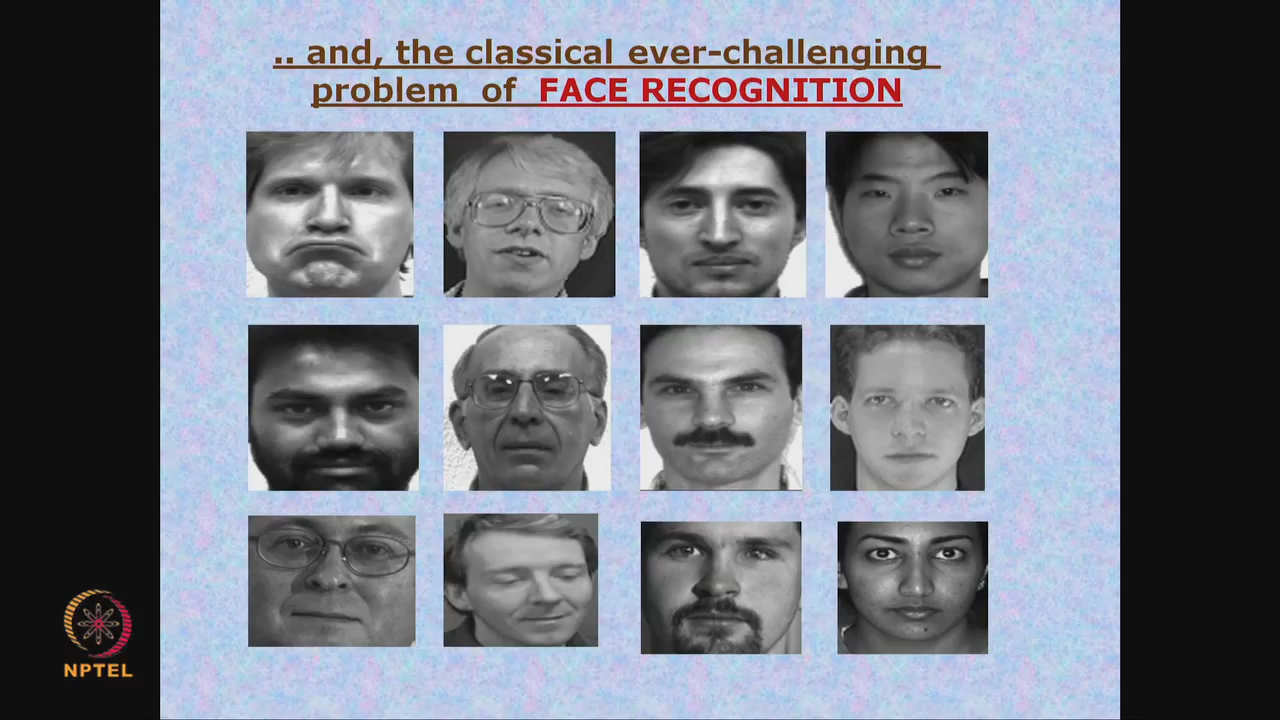 .. and, the classical ever-challenging
problem of FACE RECOGNITION
NPTEL